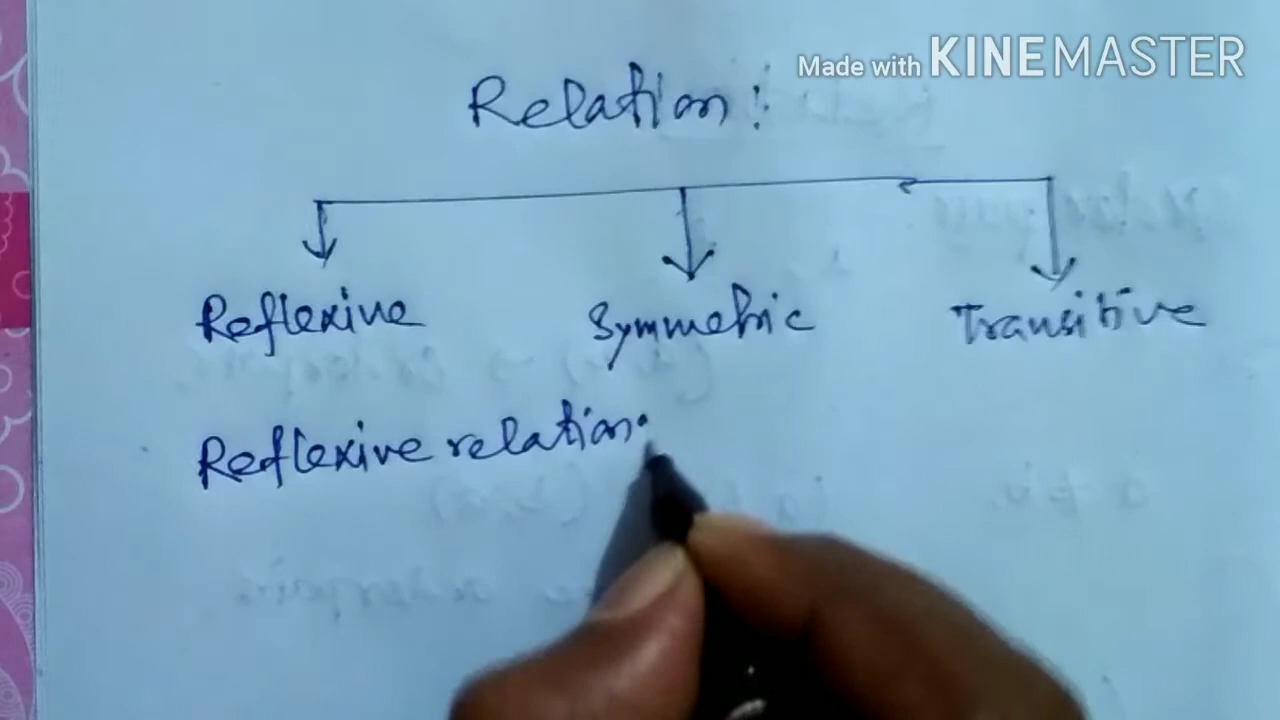 Made with KINEMASTER
Relation:
Reflexive Symmetric Transitive
Reflexive relation: